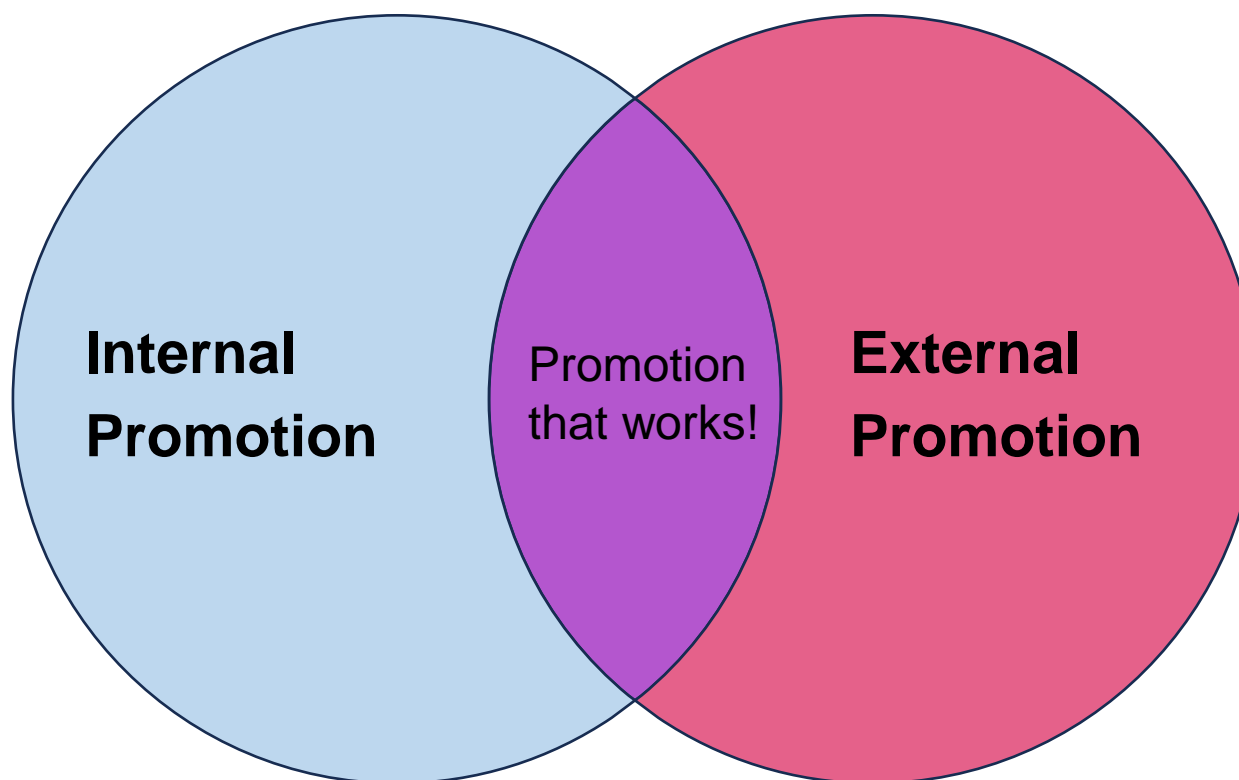 Internal
Promotion
Promotion
that works!
External
Promotion